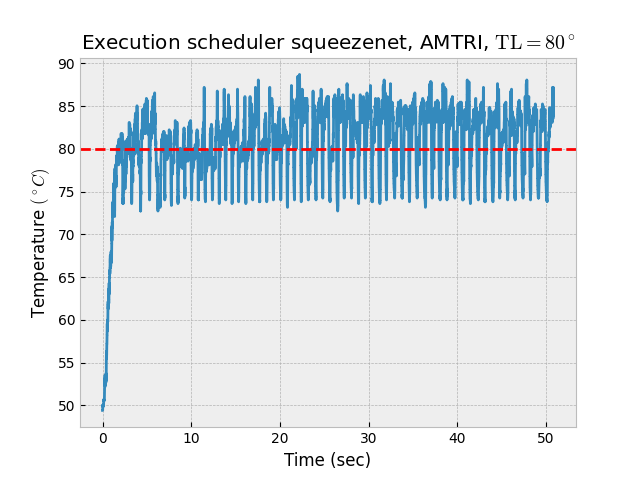 Execution scheduler squeezenet, AMTRI, TL = 80°
90
85
80
75
70
65
60
55
50
Temperature (°C)
0 10 20 30 40 50
Time (sec)